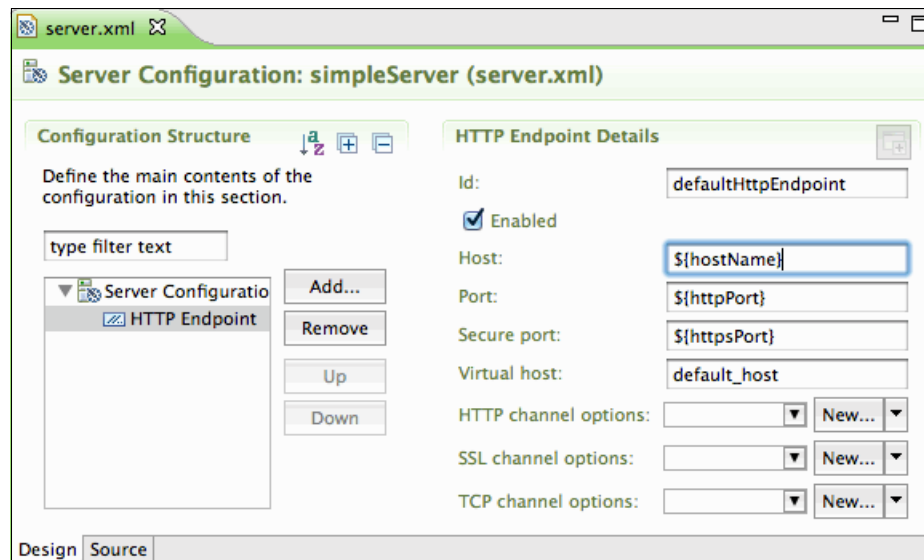 server.xml
Server Configuration: simpleServer (server.xml)
Configuration Structure
Define the main contents of the
configuration in this section.
type filter text
Server Configuratio
HTTP Endpoint
Add...
Remove
Up
Down
HTTP Endpoint Details
Id: defaultHttpEndpoint
Enabled
Host: ${hostName}
Port: ${httpPort}
Secure port: ${httpsPort}
Virtual host: default_host
HTTP channel options: New...
SSL channel options: New...
TCP channel options: New...
Design Source